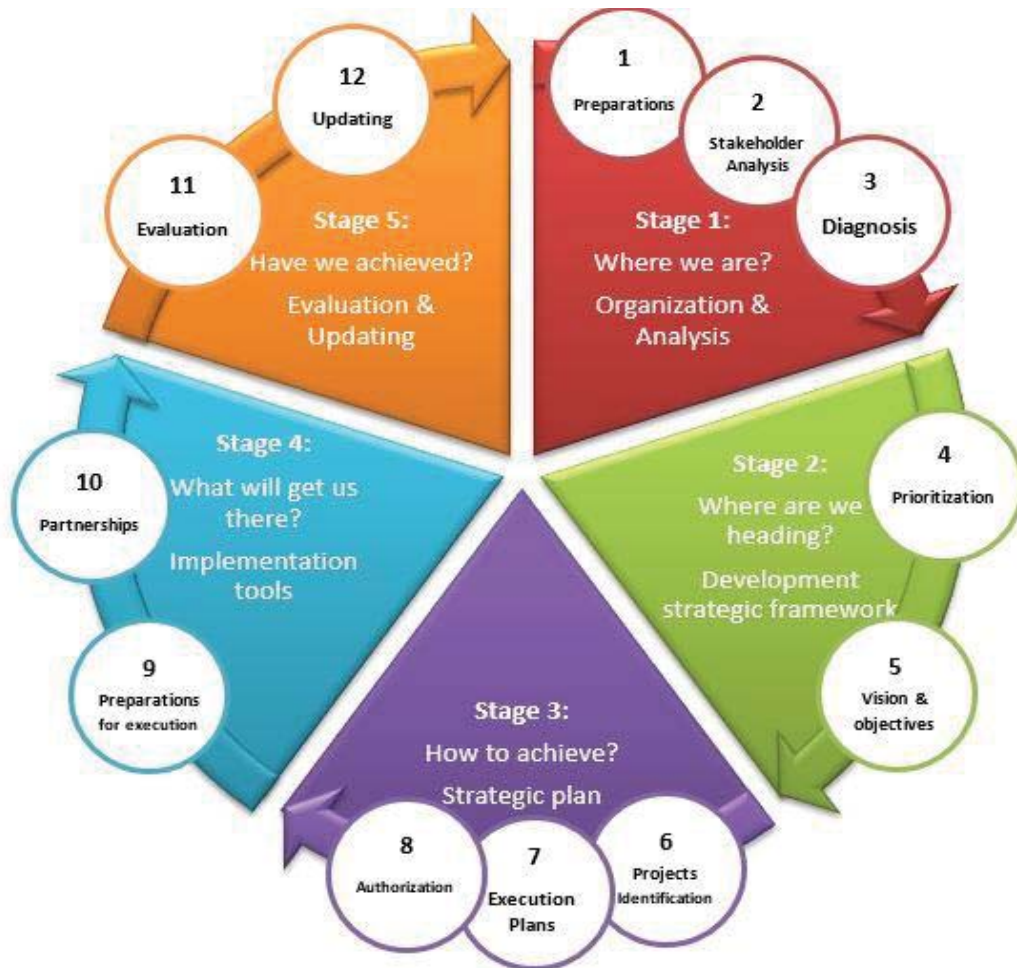 1
Preparations
2
Stakeholder
Analysis
3
Diagnosis
Stage 1:
Where we are?
Organization &
Analysis
4
Prioritization
5
Vision &
objectives
Stage 2:
Where are we
heading?
Development
strategic framework
6
Projects
Identification
7
Execution
Plans
8
Authorization
Stage 3:
How to achieve?
Strategic plan
9
Preparations
for execution
10
Partnerships
Stage 4:
What will get us
there?
Implementation
tools
11
Evaluation
12
Updating
Stage 5:
Have we achieved?
Evaluation &
Updating